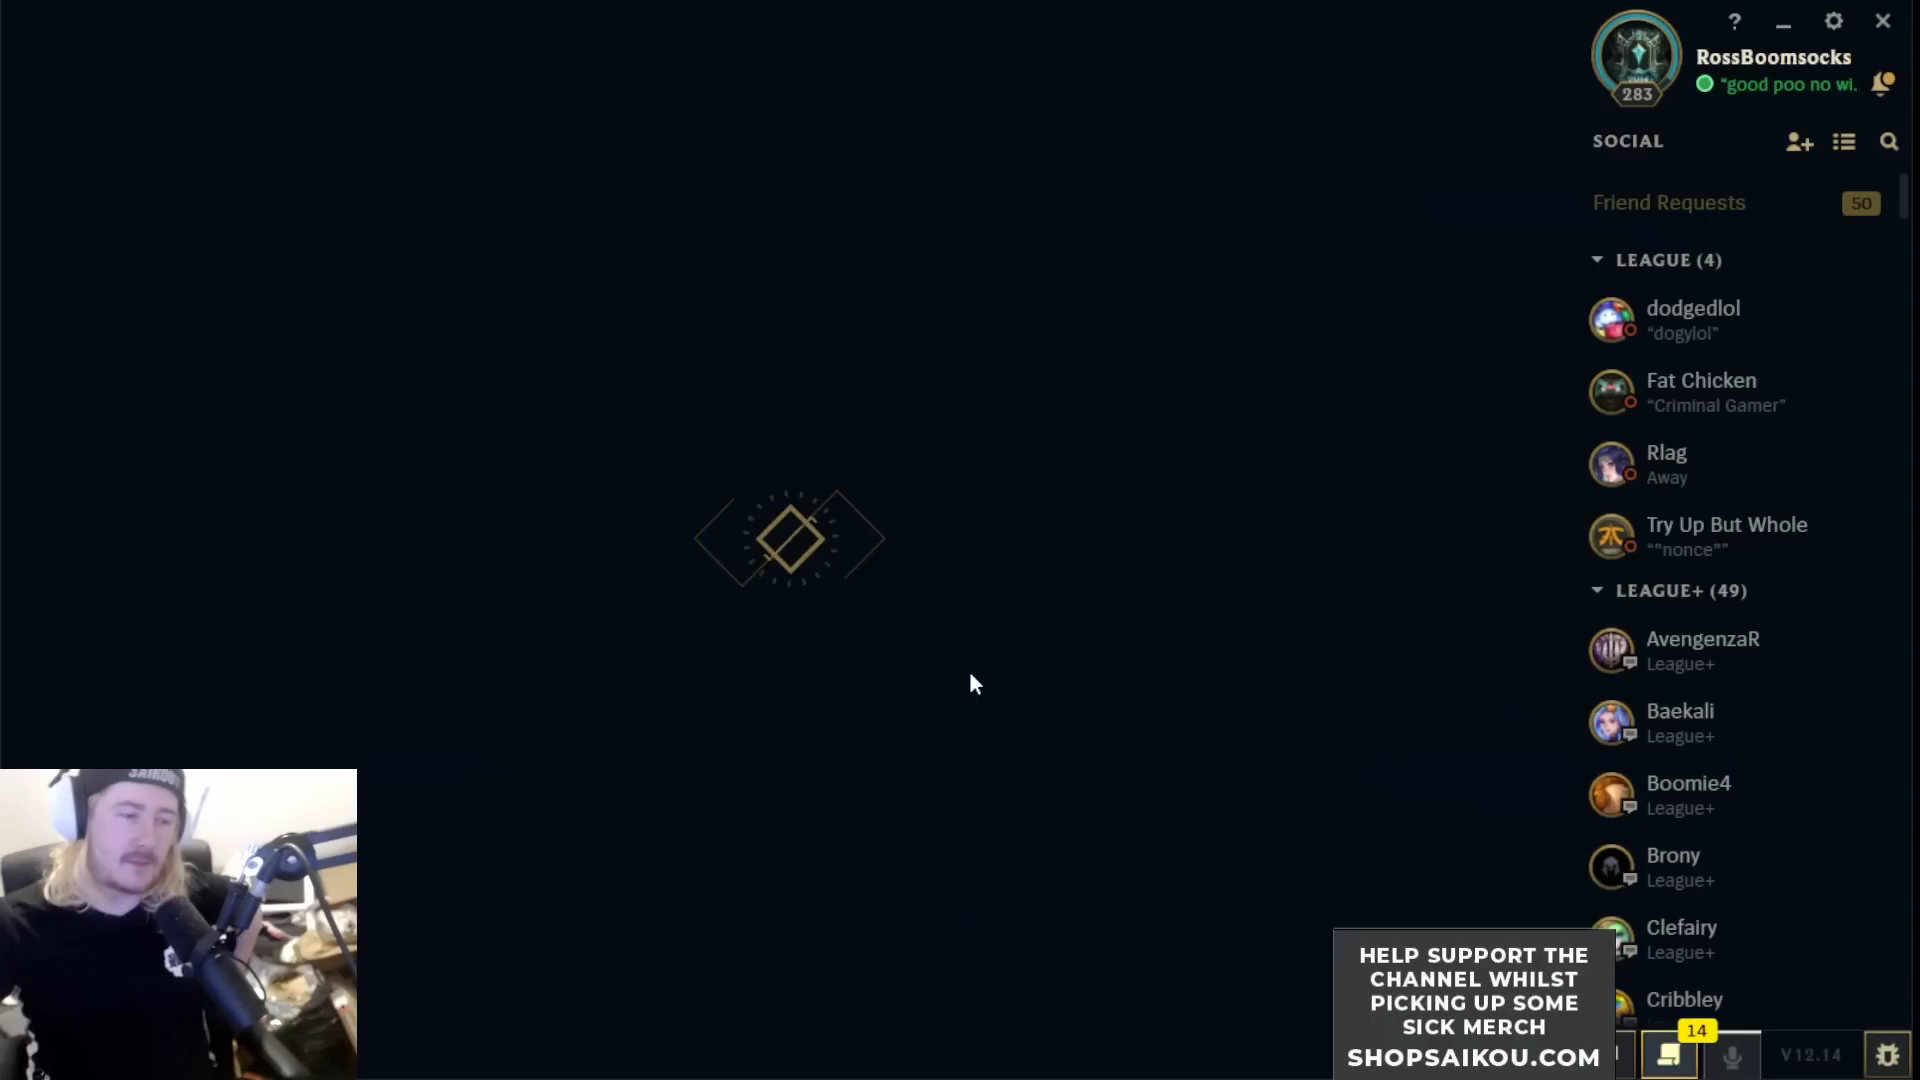 ?
RossBoomsocks
283
"good poo no wi.
SOCIAL
Friend Requests
50
LEAGUE (4)
dodgedlol
“dogylol”
Fat Chicken
“Criminal Gamer”
Rlag
Away
Try Up But Whole
“"nonce"”
LEAGUE+ (49)
AvengenzaR
League+
Baekali
League+
Boomie4
League+
Brony
League+
Clefairy
League+
Cribbley
HELP SUPPORT THE
CHANNEL WHILST
PICKING UP SOME
SICK MERCH
SHOPSAIKOU.COM
14
V12.14